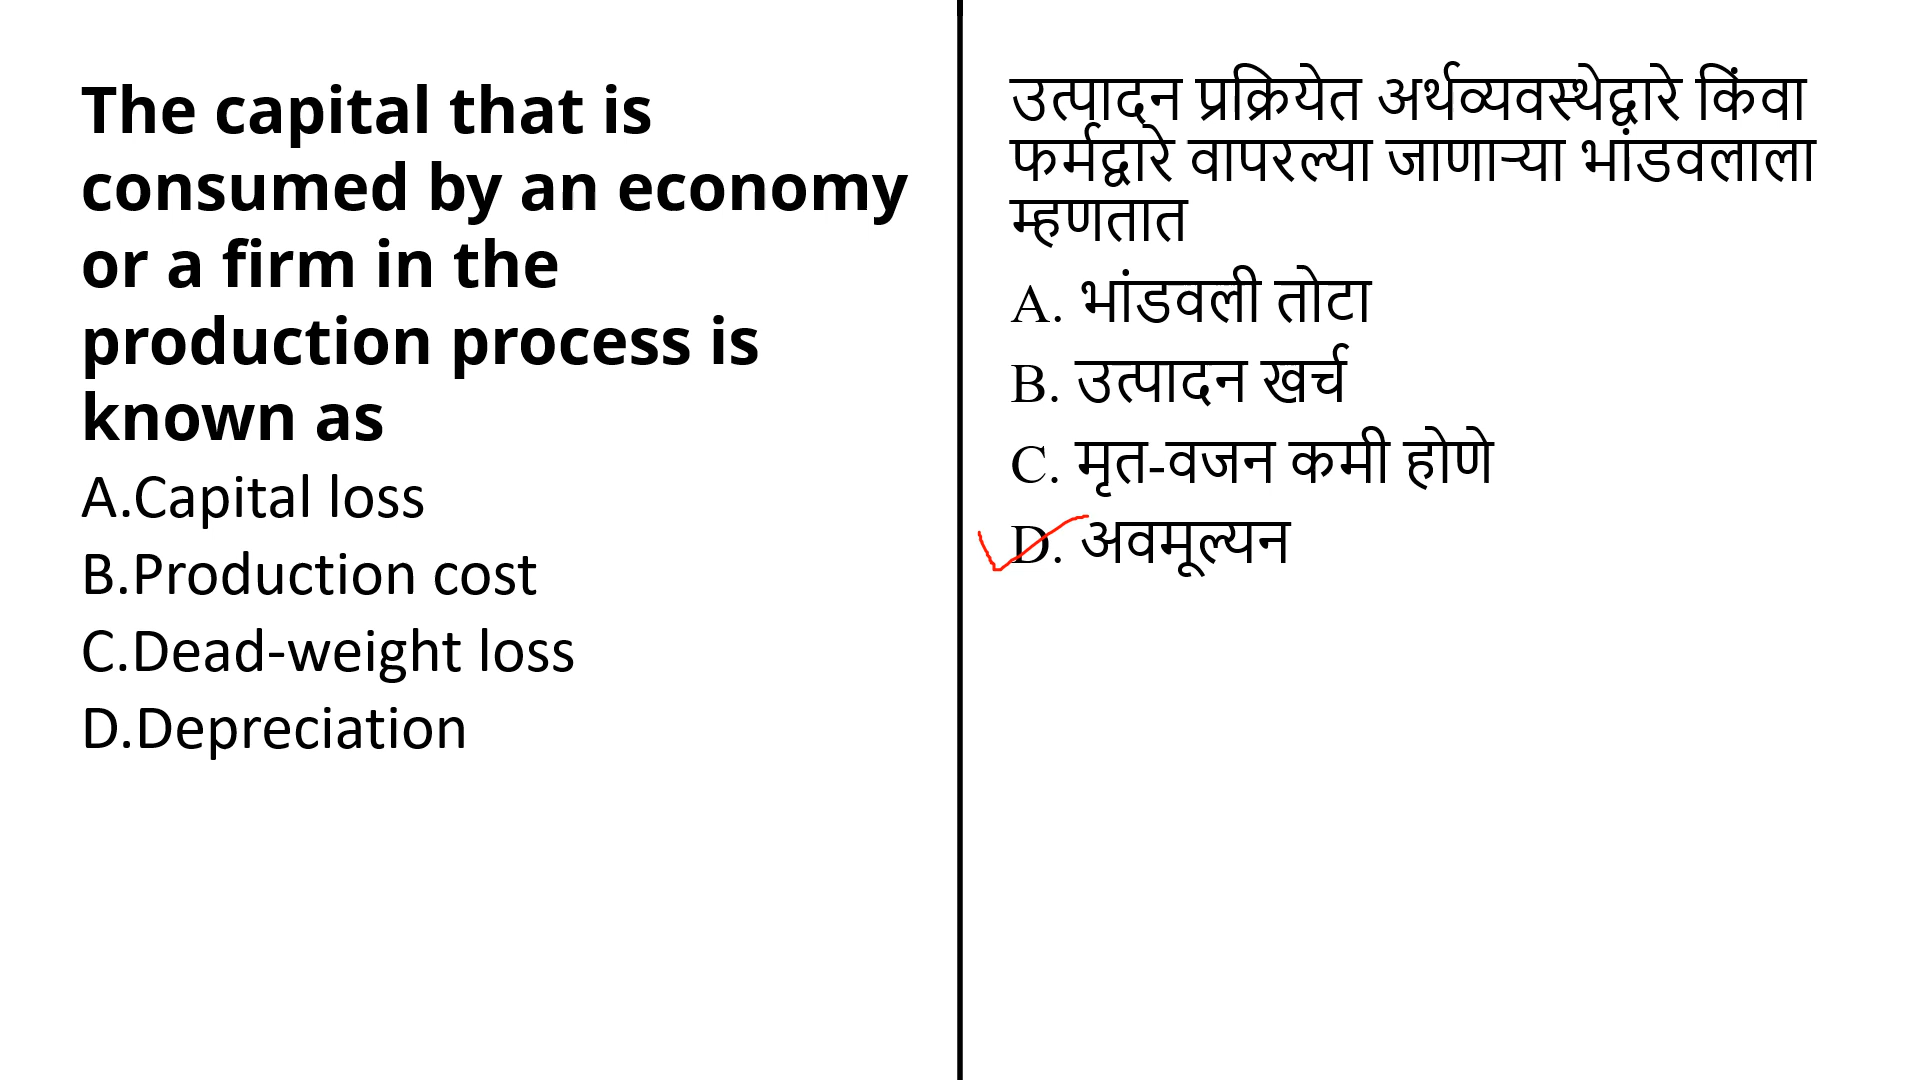 The capital that is
consumed by an economy
or a firm in the
production process is
known as
A.Capital loss
B.Production cost
C.Dead-weight loss
D.Depreciation
उत्पादन प्रक्रियेत अर्थव्यवस्थेद्वारे किंवा
फर्मद्वारे वापरल्या जाणाऱ्या भांडवलाला
म्हणतात
A. भांडवली तोटा
B. उत्पादन खर्च
C. मृत-वजन कमी होणे
D. अवमूल्यन